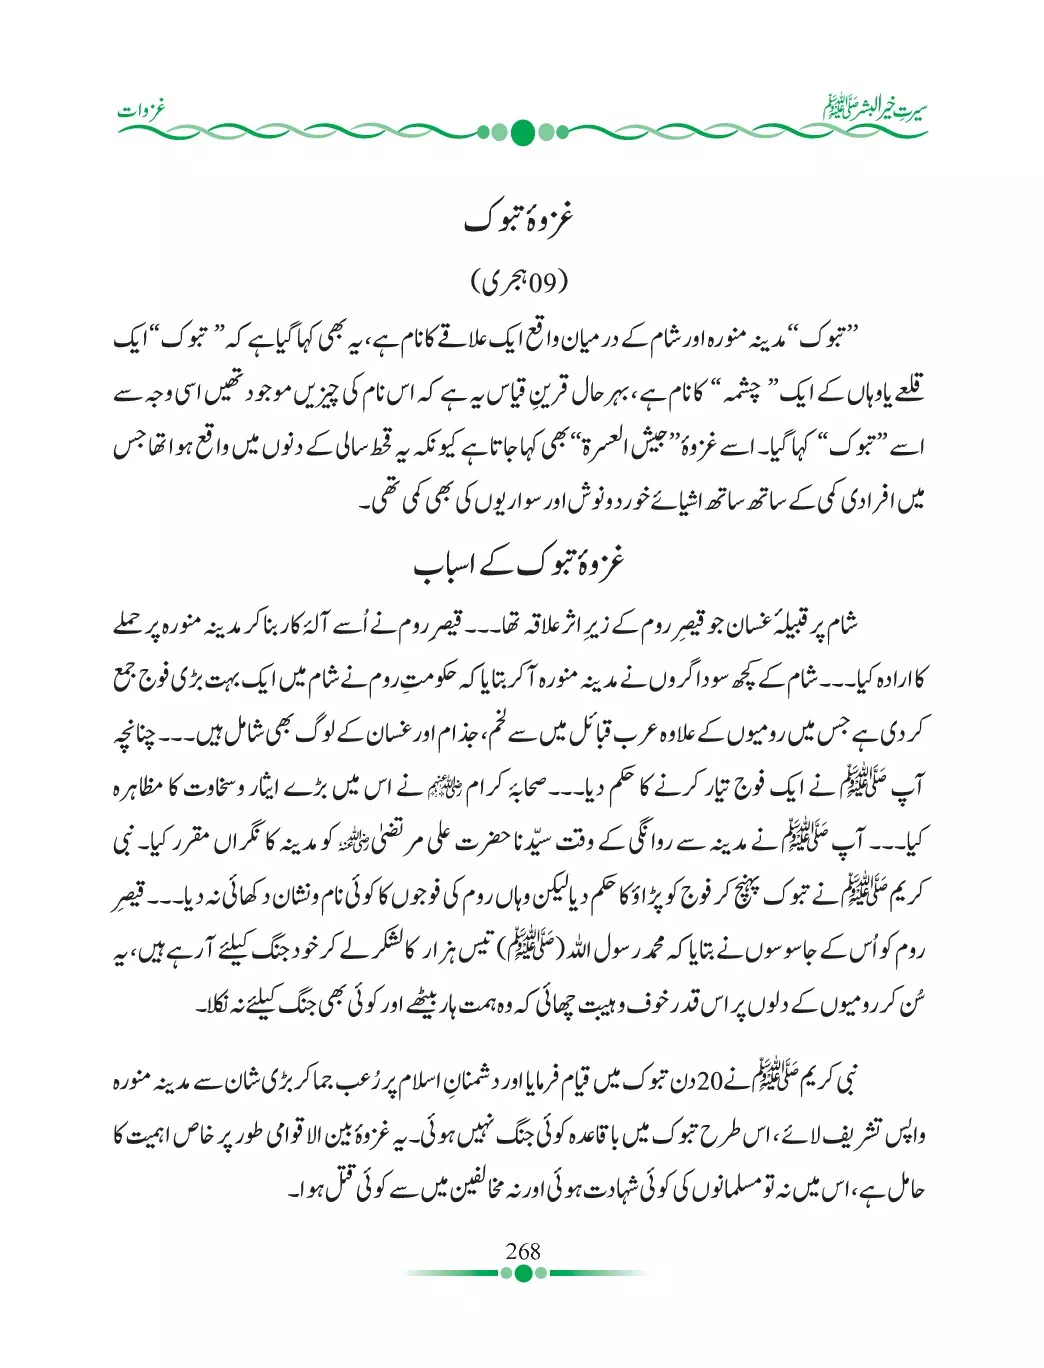 سیرتِ خیر البشر ﷺ
غزوات
غزوۂ تبوک
(09 ہجری)
”تبوک“ مدینہ منورہ اور شام کے درمیان واقع ایک علاقے کا نام ہے، یہ بھی کہا گیا ہے کہ ”تبوک“ ایک
قلعے یا وہاں کے ایک ”چشمہ“ کا نام ہے، بہر حال قرینِ قیاس یہ ہے کہ اس نام کی چیزیں موجود تھیں اسی وجہ سے
اسے ”تبوک“ کہا گیا۔ اسے غزوۂ ”جیش العسرۃ“ بھی کہا جاتا ہے کیونکہ یہ قحط سالی کے دنوں میں واقع ہوا تھا جس
میں افرادی کمی کے ساتھ ساتھ اشیائے خورد و نوش اور سواریوں کی بھی کمی تھی۔
غزوۂ تبوک کے اسباب
شام پر قبیلۂ غسان جو قیصرِ روم کے زیرِ اثر علاقہ تھا۔۔۔ قیصرِ روم نے اُسے آلۂ کار بنا کر مدینہ منورہ پر حملے
کا ارادہ کیا۔۔۔ شام کے کچھ سوداگروں نے مدینہ منورہ آ کر بتایا کہ حکومتِ روم نے شام میں ایک بہت بڑی فوج جمع
کر دی ہے جس میں رومیوں کے علاوہ عرب قبائل میں سے لخم، جذام اور غسان کے لوگ بھی شامل ہیں۔۔۔ چنانچہ
آپ ﷺ نے ایک فوج تیار کرنے کا حکم دیا۔۔۔ صحابۂ کرام رضی اللہ عنہم نے اس میں بڑے ایثار و سخاوت کا مظاہرہ
کیا۔۔۔ آپ ﷺ نے مدینہ سے روانگی کے وقت سیّدنا حضرت علی مرتضیٰ رضی اللہ عنہ کو مدینہ کا نگراں مقرر کیا۔ نبی
کریم ﷺ نے تبوک پہنچ کر فوج کو پڑاؤ کا حکم دیا لیکن وہاں روم کی فوجوں کا کوئی نام و نشان دکھائی نہ دیا۔۔۔ قیصرِ
روم کو اُس کے جاسوسوں نے بتایا کہ محمد رسول اللہ (ﷺ) تیس ہزار کا لشکر لے کر خود جنگ کیلئے آ رہے ہیں، یہ
سُن کر رومیوں کے دلوں پر اس قدر خوف و ہیبت چھائی کہ وہ ہمت ہار بیٹھے اور کوئی بھی جنگ کیلئے نہ نکلا۔
نبی کریم ﷺ نے 20 دن تبوک میں قیام فرمایا اور دشمنانِ اسلام پر رُعب جما کر بڑی شان سے مدینہ منورہ
واپس تشریف لائے، اس طرح تبوک میں باقاعدہ کوئی جنگ نہیں ہوئی۔ یہ غزوۂ بین الاقوامی طور پر خاص اہمیت کا
حامل ہے، اس میں نہ تو مسلمانوں کی کوئی شہادت ہوئی اور نہ مخالفین میں سے کوئی قتل ہوا۔
268